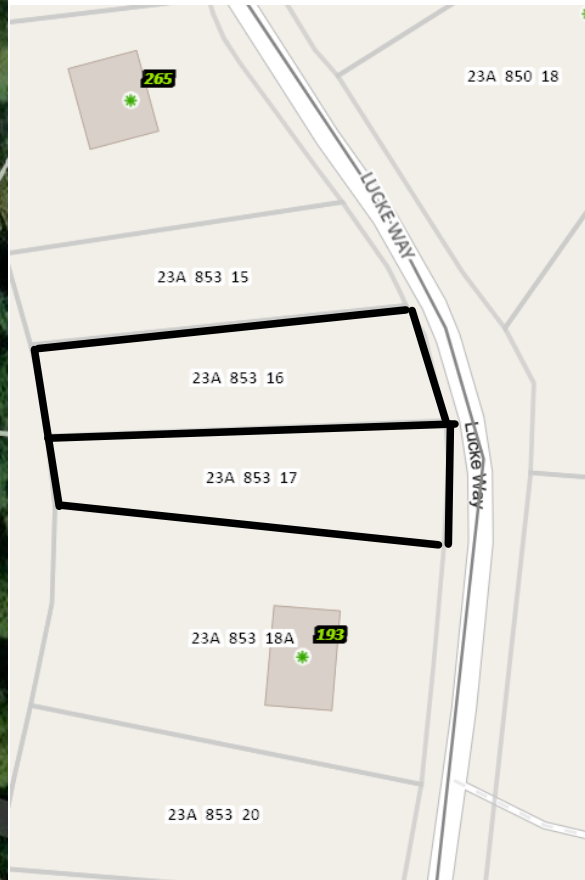 265
23A 850 18
LUCKE WAY
23A 853 15
23A 853 16
Lucke Way
23A 853 17
23A 853 18A
193
23A 853 20